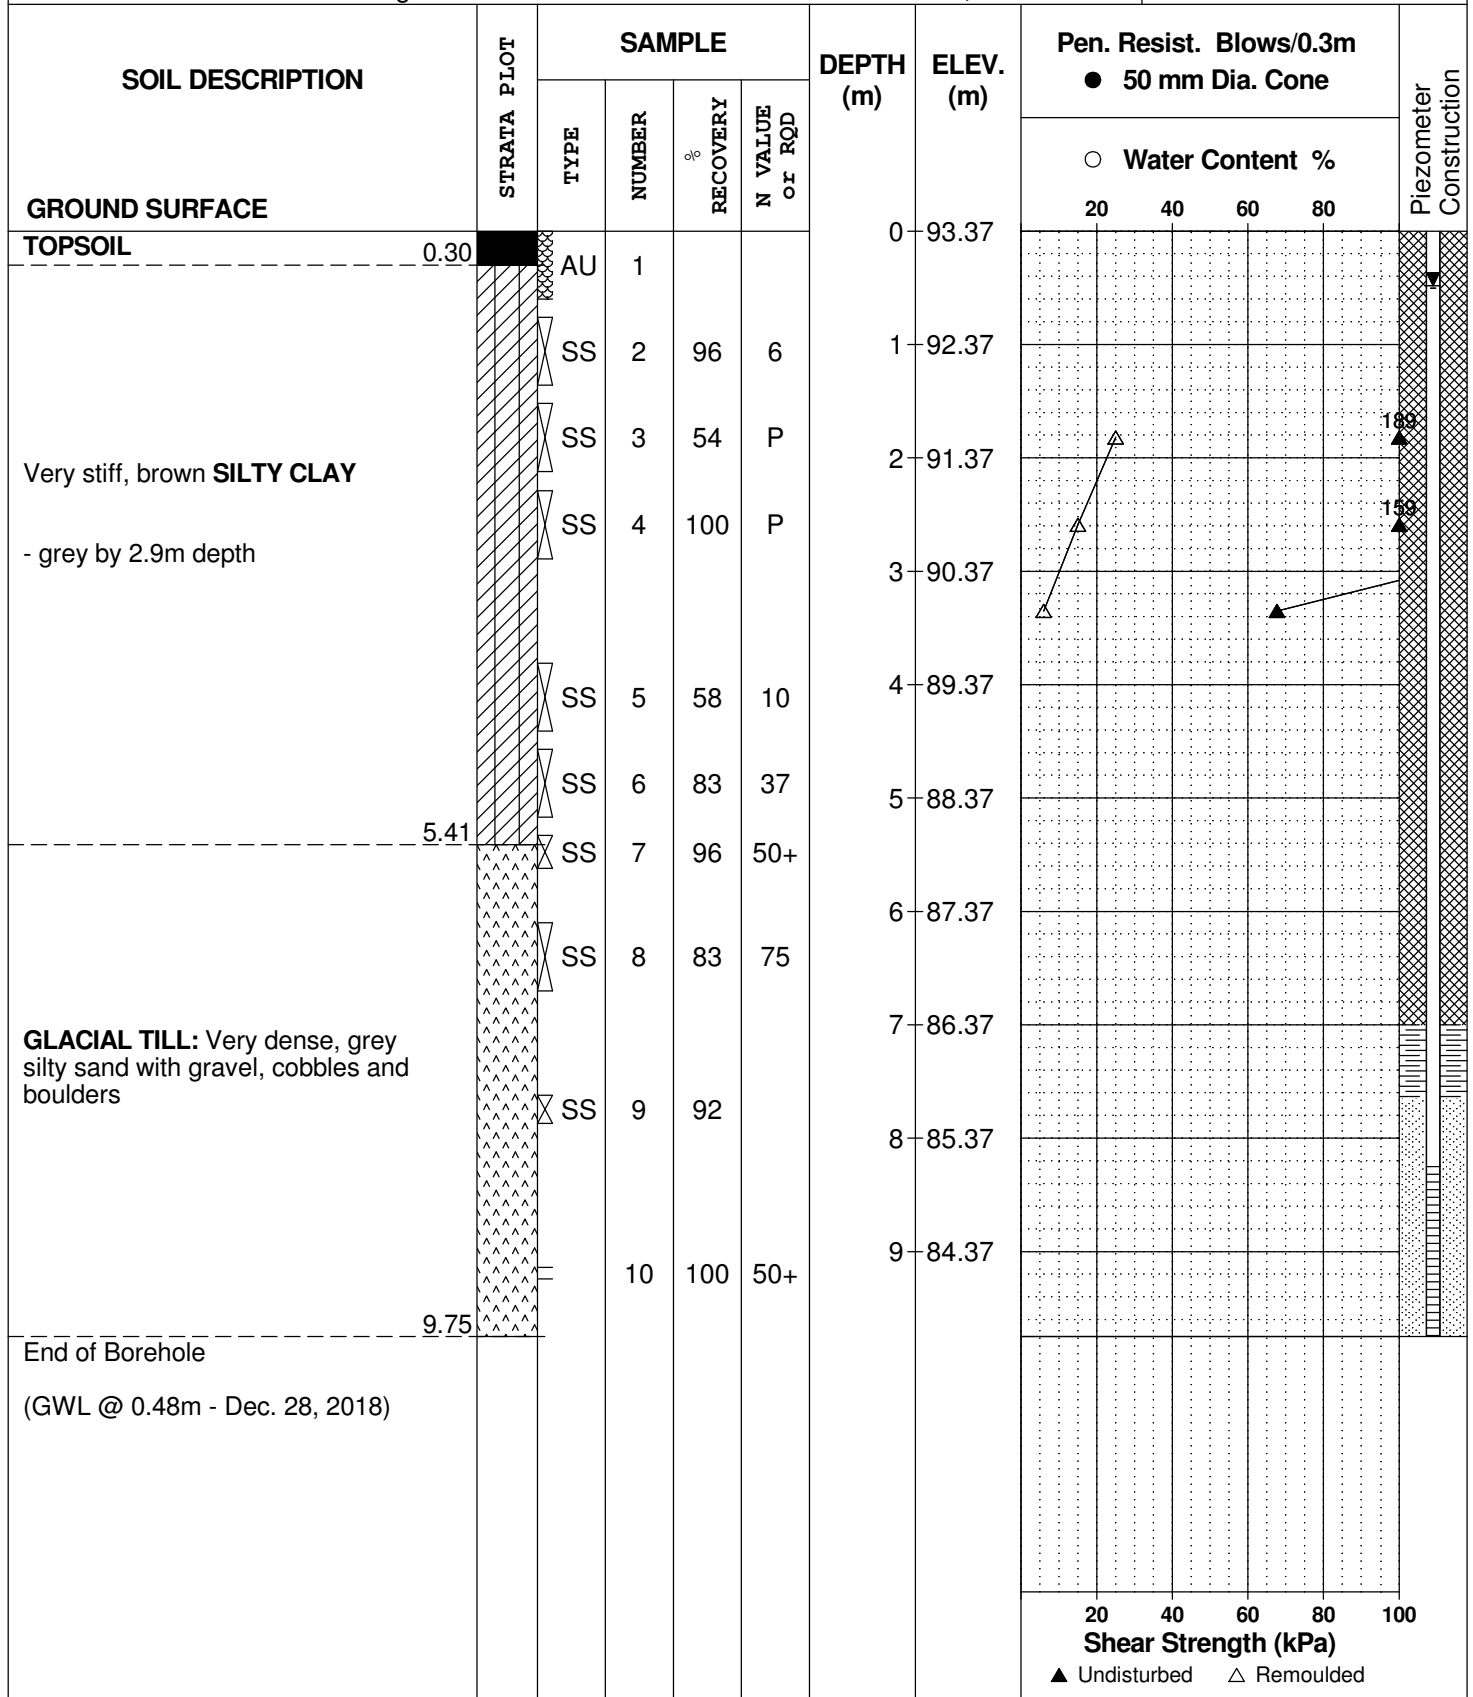 SOIL DESCRIPTION
GROUND SURFACE
STRATA PLOT
SAMPLE
TYPE
NUMBER
% RECOVERY
N VALUE or RQD
DEPTH (m)
ELEV. (m)
Pen. Resist. Blows/0.3m
● 50 mm Dia. Cone
○ Water Content %
20 40 60 80
Piezometer Construction
TOPSOIL 0.30
AU 1
0 93.37
SS 2 96 6
1 92.37
189
SS 3 54 P
2 91.37
Very stiff, brown SILTY CLAY
159
SS 4 100 P
- grey by 2.9m depth
3 90.37
4 89.37
SS 5 58 10
SS 6 83 37
5 88.37
5.41
SS 7 96 50+
6 87.37
SS 8 83 75
7 86.37
GLACIAL TILL: Very dense, grey
silty sand with gravel, cobbles and
boulders
SS 9 92
8 85.37
9 84.37
10 100 50+
9.75
End of Borehole
(GWL @ 0.48m - Dec. 28, 2018)
20 40 60 80 100
Shear Strength (kPa)
▲ Undisturbed △ Remoulded